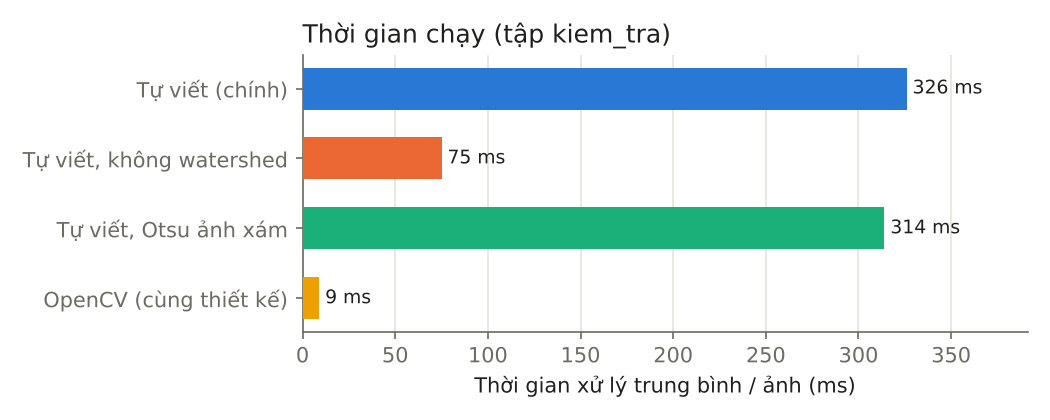 Thời gian chạy (tập kiem_tra)
Tự viết (chính)
326 ms
Tự viết, không watershed
75 ms
Tự viết, Otsu ảnh xám
314 ms
OpenCV (cùng thiết kế)
9 ms
0 50 100 150 200 250 300 350
Thời gian xử lý trung bình / ảnh (ms)